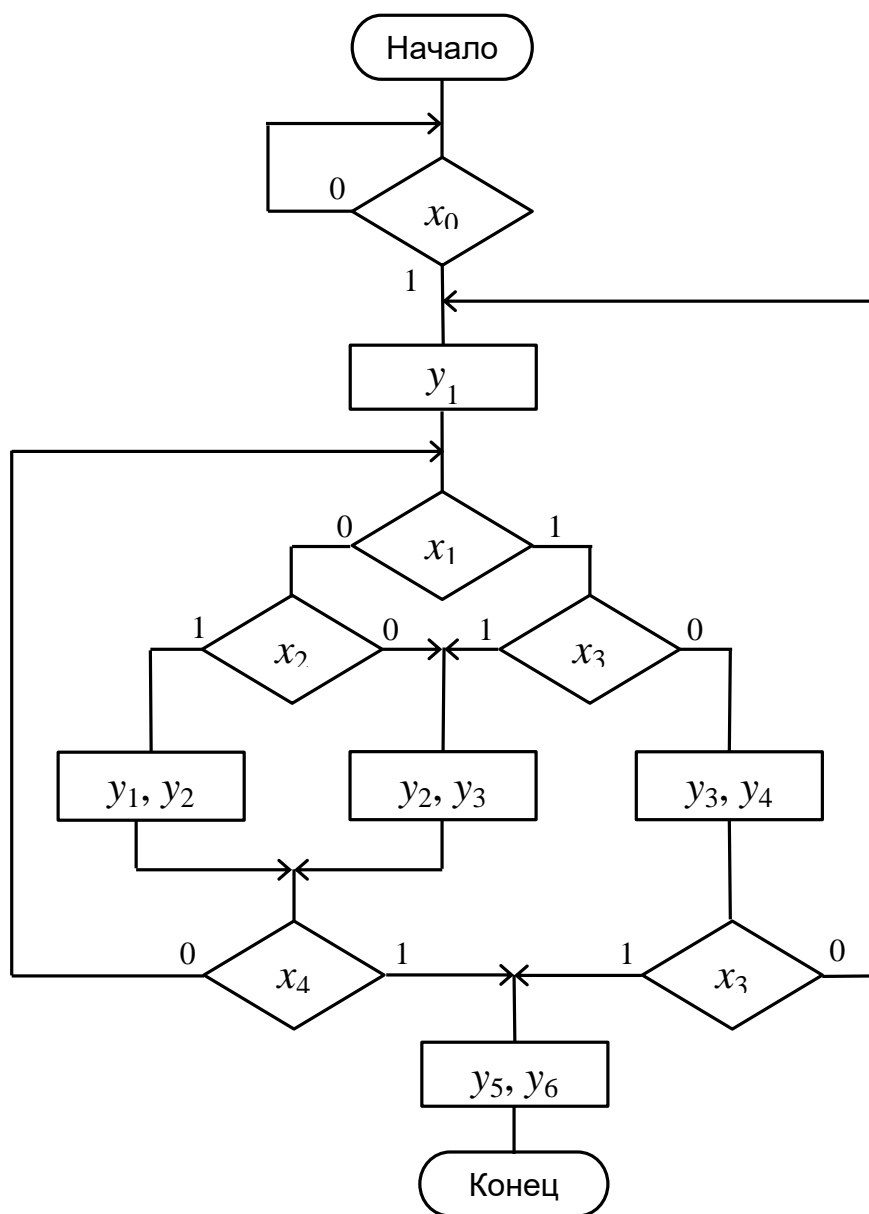 Начало
0
x₀
1
y₁
0 1
x₁
1 0 1 0
x₂ x₃
y₁, y₂ y₂, y₃ y₃, y₄
0 1 1 0
x₄ x₃
y₅, y₆
Конец